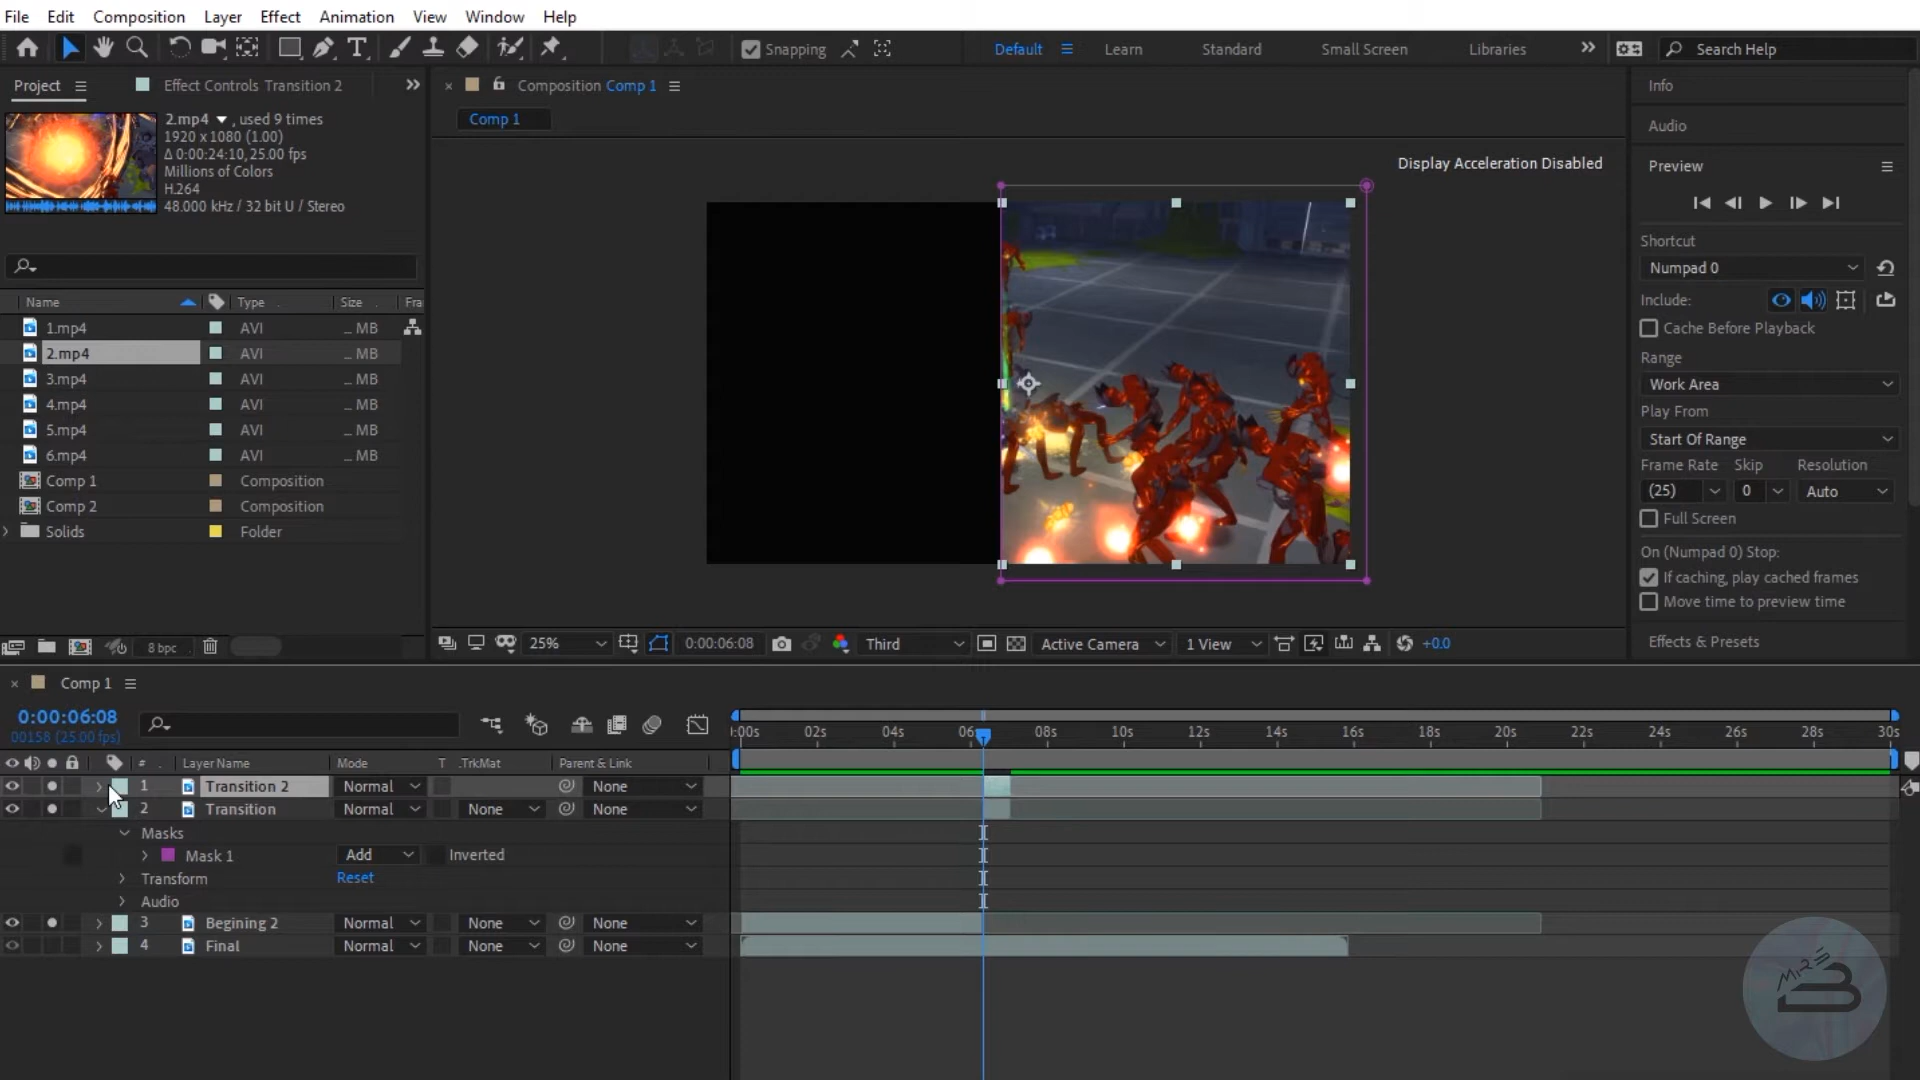 File Edit Composition Layer Effect Animation View Window Help
Snapping Default Learn Standard Small Screen Libraries Search Help
Project Effect Controls Transition 2
Composition Comp 1
Info
2.mp4 , used 9 times
1920 x 1080 (1.00)
Δ 0:00:24:10, 25.00 fps
Millions of Colors
H.264
48.000 kHz / 32 bit U / Stereo
Comp 1
Display Acceleration Disabled
Audio
Preview
Shortcut
Numpad 0
Include:
Cache Before Playback
Range
Work Area
Play From
Start Of Range
Frame Rate Skip Resolution
(25) 0 Auto
Full Screen
On (Numpad 0) Stop:
If caching, play cached frames
Move time to preview time
Effects & Presets
Name Type Size Fra
1.mp4 AVI ... MB
2.mp4 AVI ... MB
3.mp4 AVI ... MB
4.mp4 AVI ... MB
5.mp4 AVI ... MB
6.mp4 AVI ... MB
Comp 1 Composition
Comp 2 Composition
Solids Folder
8 bpc
25% 0:00:06:08 Third Active Camera 1 View +0.0
Comp 1
0:00:06:08
00158 (25.00 fps)
:00s 02s 04s 06 08s 10s 12s 14s 16s 18s 20s 22s 24s 26s 28s 30s
# Layer Name Mode T .TrkMat Parent & Link
1 Transition 2 Normal None
2 Transition Normal None None
Masks
Mask 1 Add Inverted
Transform Reset
Audio
3 Begining 2 Normal None None
4 Final Normal None None